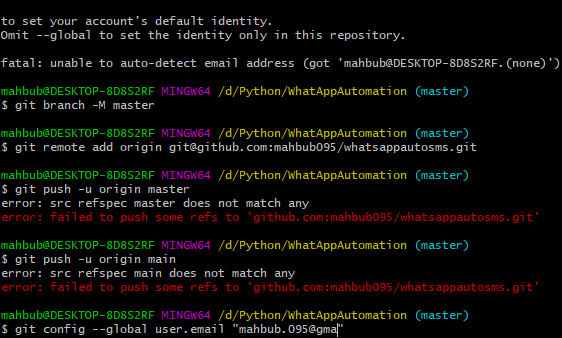 to set your account's default identity.
Omit --global to set the identity only in this repository.
fatal: unable to auto-detect email address (got 'mahbub@DESKTOP-8D8S2RF.(none)')
mahbub@DESKTOP-8D8S2RF MINGW64 /d/Python/WhatAppAutomation (master)
$ git branch -M master
mahbub@DESKTOP-8D8S2RF MINGW64 /d/Python/WhatAppAutomation (master)
$ git remote add origin git@github.com:mahbub095/whatsappautosms.git
mahbub@DESKTOP-8D8S2RF MINGW64 /d/Python/WhatAppAutomation (master)
$ git push -u origin master
error: src refspec master does not match any
error: failed to push some refs to 'github.com:mahbub095/whatsappautosms.git'
mahbub@DESKTOP-8D8S2RF MINGW64 /d/Python/WhatAppAutomation (master)
$ git push -u origin main
error: src refspec main does not match any
error: failed to push some refs to 'github.com:mahbub095/whatsappautosms.git'
mahbub@DESKTOP-8D8S2RF MINGW64 /d/Python/WhatAppAutomation (master)
$ git config --global user.email "mahbub.095@gma"